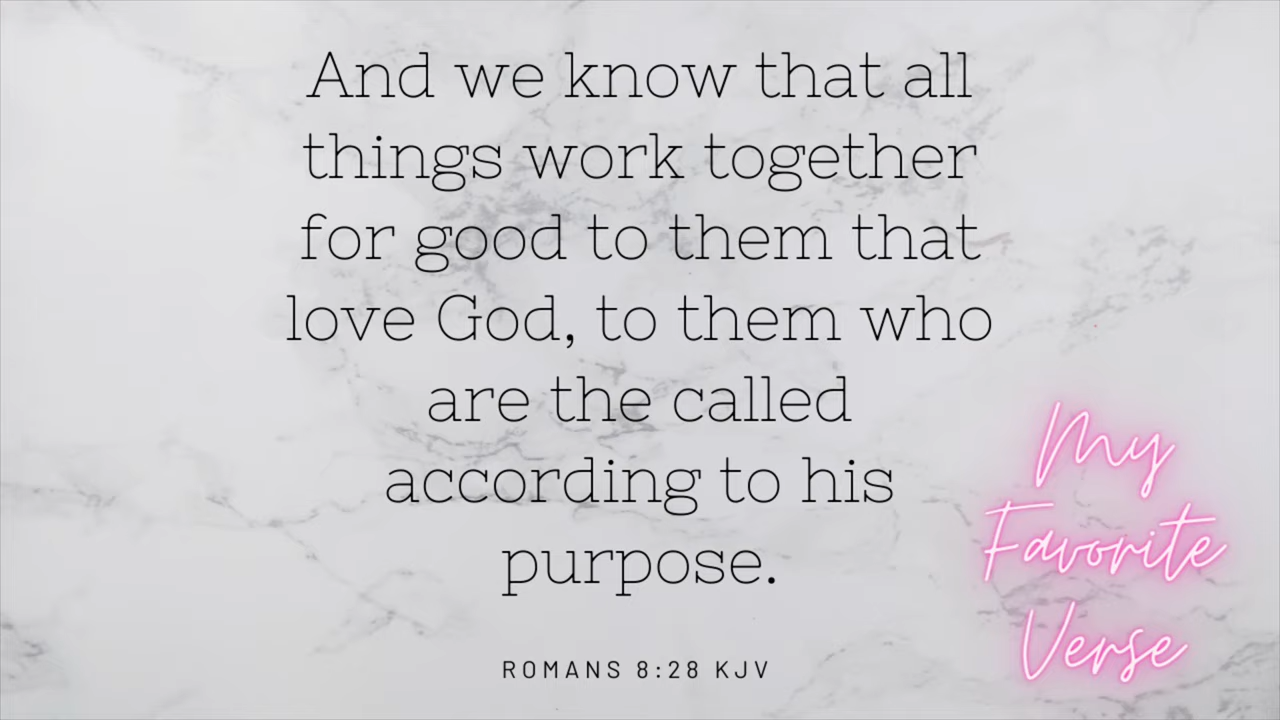 And we know that all
things work together
for good to them that
love God, to them who
are the called
according to his
purpose.
ROMANS 8:28 KJV
My
Favorite
Verse